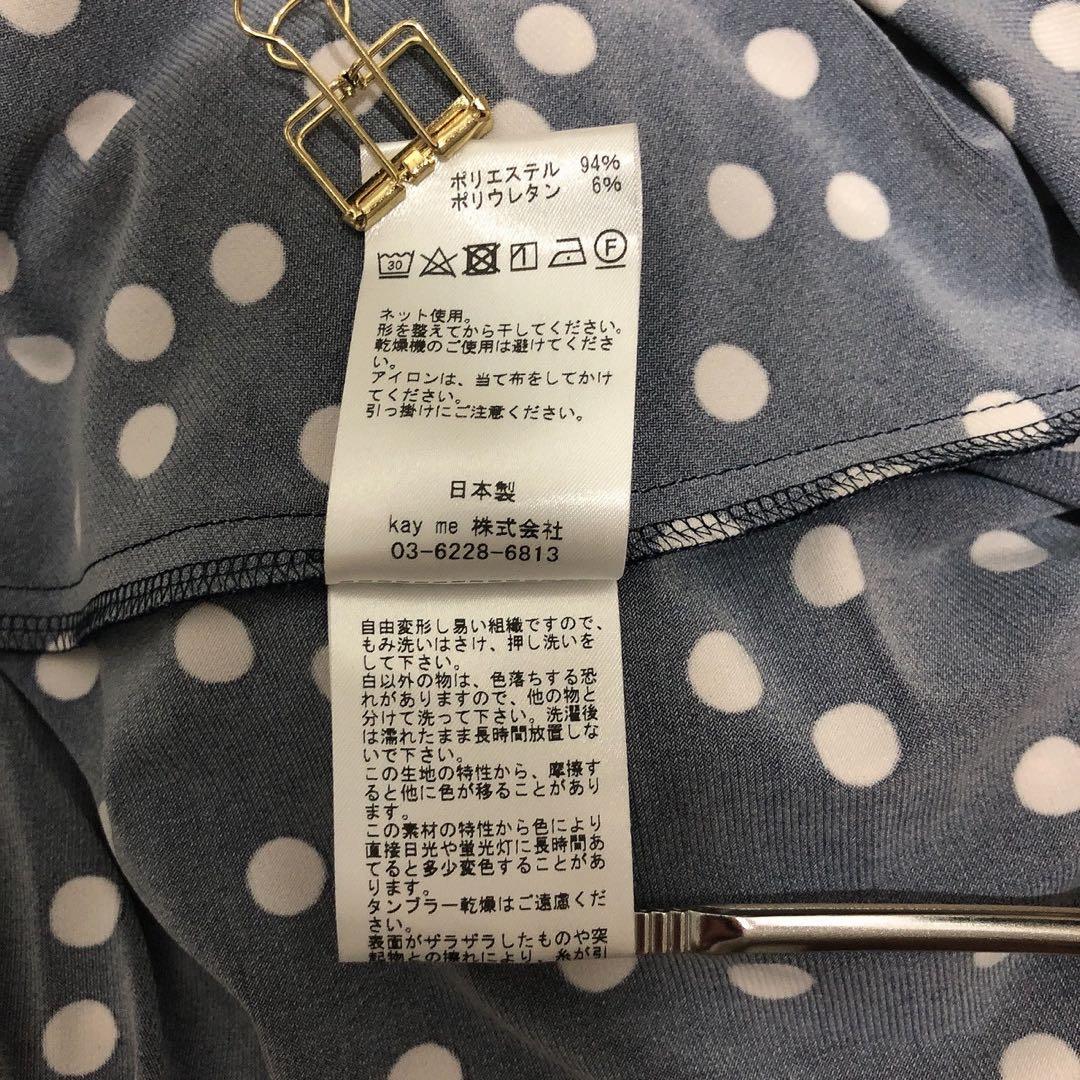 ポリエステル 94%
ポリウレタン 6%
30
F
ネット使用。
形を整えてから干してください。
乾燥機のご使用は避けてくださ
い。
アイロンは、当て布をしてかけ
てください。
引っ掛けにご注意ください。
日本製
kay me 株式会社
03-6228-6813
自由変形し易い組織ですので、
もみ洗いはさけ、押し洗いを
して下さい。
白以外の物は、色落ちする恐
れがありますので、他の物と
分けて洗って下さい。洗濯後
は濡れたまま長時間放置しな
いで下さい。
この生地の特性から、摩擦す
ると他に色が移ることがあり
ます。
この素材の特性から色により
直接日光や蛍光灯に長時間あ
てると多少変色することがあ
ります。
タンブラー乾燥はご遠慮くだ
さい。
表面がザラザラしたものや突
起物との擦れにより、糸が引